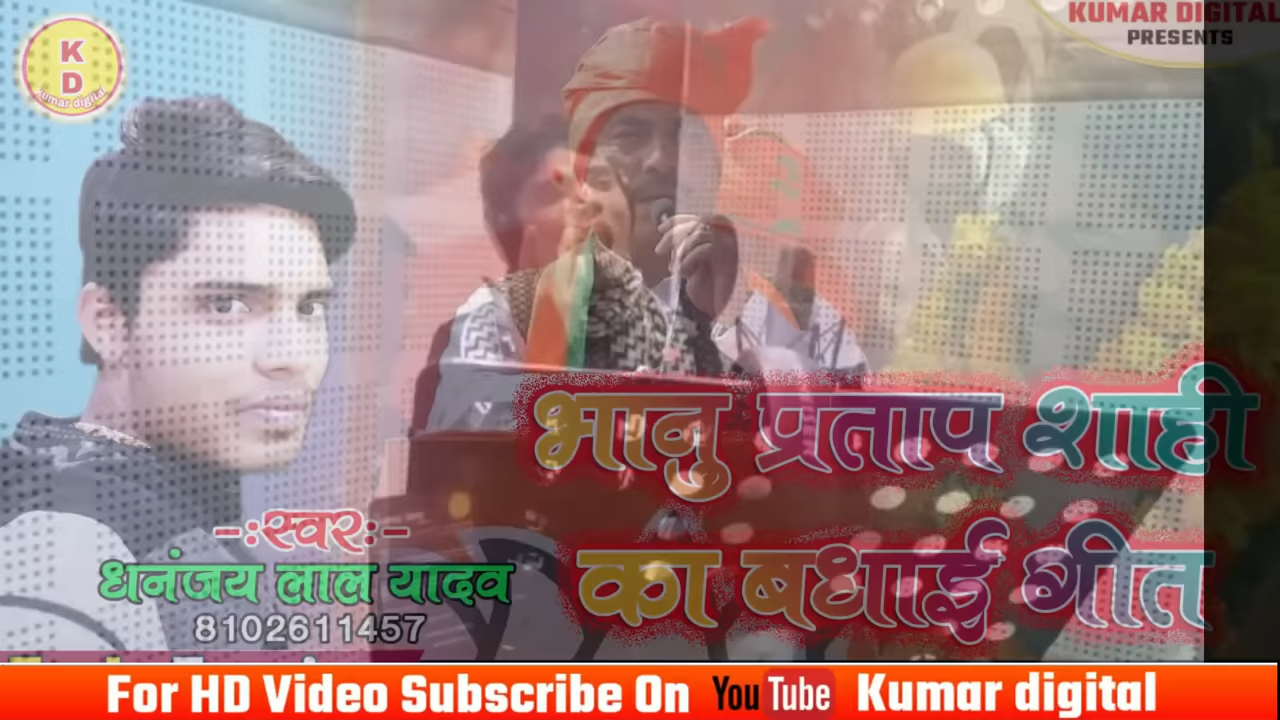 KD
kumar digital
KUMAR DIGITAL
PRESENTS
भानु प्रताप शाही
का बधाई गीत
-:स्वर:-
धनंजय लाल यादव
8102611457
For HD Video Subscribe On YouTube Kumar digital